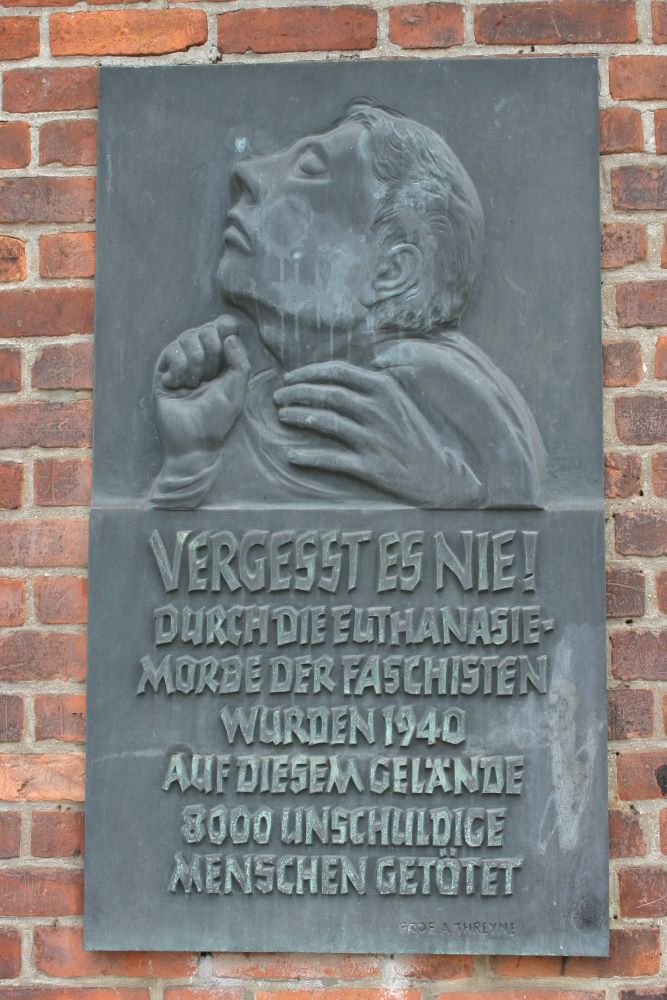 VERGESST ES NIE!
DURCH DIE EUTHANASIE-
MORDE DER FASCHISTEN
WURDEN 1940
AUF DIESEM GELÄNDE
8000 UNSCHULDIGE
MENSCHEN GETÖTET
PROF. A. THREYNE